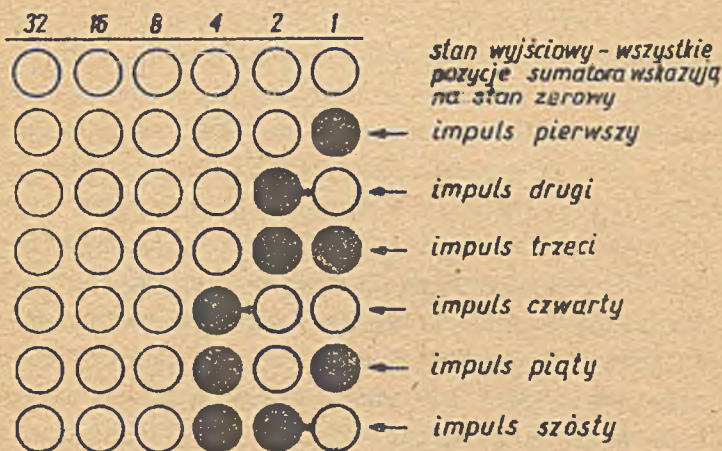 32 16 8 4 2 1
stan wyjściowy - wszystkie
pozycje sumatora wskazują
na stan zerowy
impuls pierwszy
impuls drugi
impuls trzeci
impuls czwarty
impuls piąty
impuls szósty